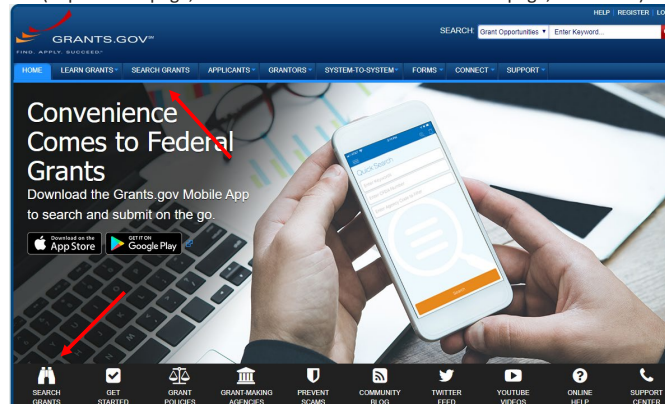 HELP | REGISTER |
GRANTS.GOV℠
FIND. APPLY. SUCCEED.℠
SEARCH: Grant Opportunities Enter Keyword...
HOME LEARN GRANTS SEARCH GRANTS APPLICANTS GRANTORS SYSTEM-TO-SYSTEM FORMS CONNECT SUPPORT
Convenience
Comes to Federal
Grants
Download the Grants.gov Mobile App
to search and submit on the go.
Download on the App Store GET IT ON Google Play
Quick Search
Search
SEARCH GRANTS
GET STARTED
GRANT POLICIES
GRANT-MAKING AGENCIES
PREVENT SCAMS
COMMUNITY BLOG
TWITTER FEED
YOUTUBE VIDEOS
ONLINE HELP
SUPPORT CENTER